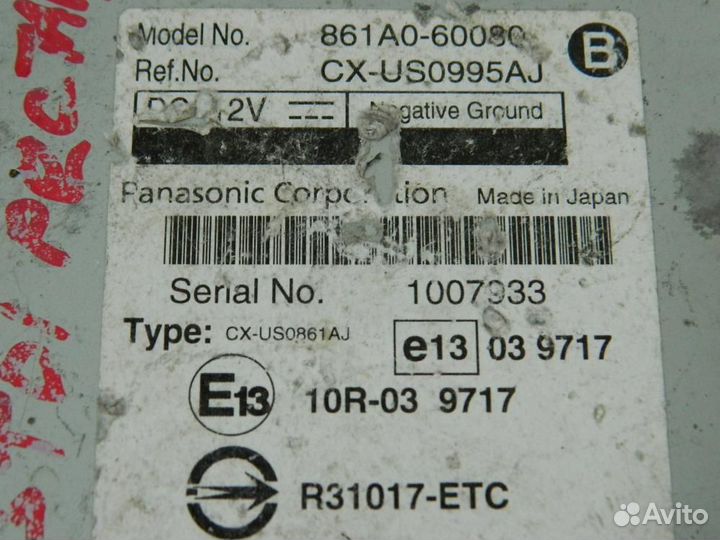 Model No. 861A0-60080 B
Ref.No. CX-US0995AJ
Negative Ground
Panasonic Made in Japan
Serial No. 1007933
Type: CX-US0861AJ e13 03 9717
E13 10R-03 9717
R31017-ETC
Avito